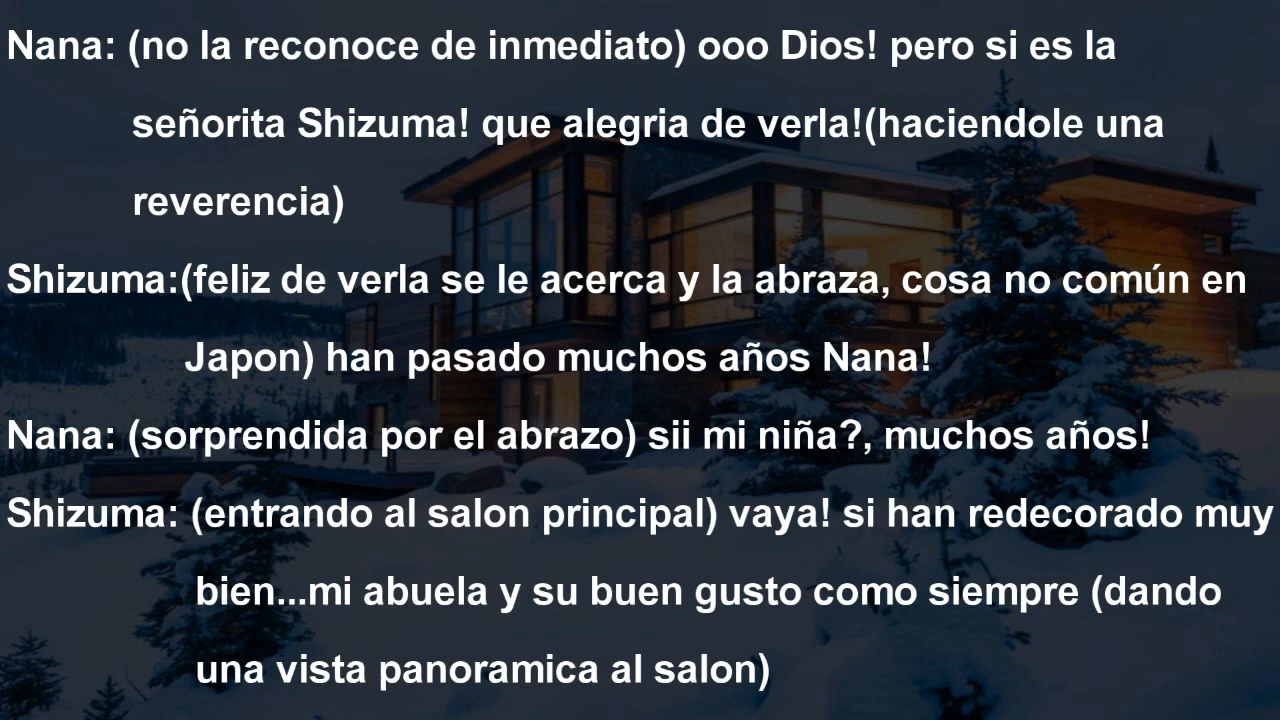 Nana: (no la reconoce de inmediato) ooo Dios! pero si es la
señorita Shizuma! que alegria de verla!(haciendole una
reverencia)
Shizuma:(feliz de verla se le acerca y la abraza, cosa no común en
Japon) han pasado muchos años Nana!
Nana: (sorprendida por el abrazo) sii mi niña?, muchos años!
Shizuma: (entrando al salon principal) vaya! si han redecorado muy
bien...mi abuela y su buen gusto como siempre (dando
una vista panoramica al salon)